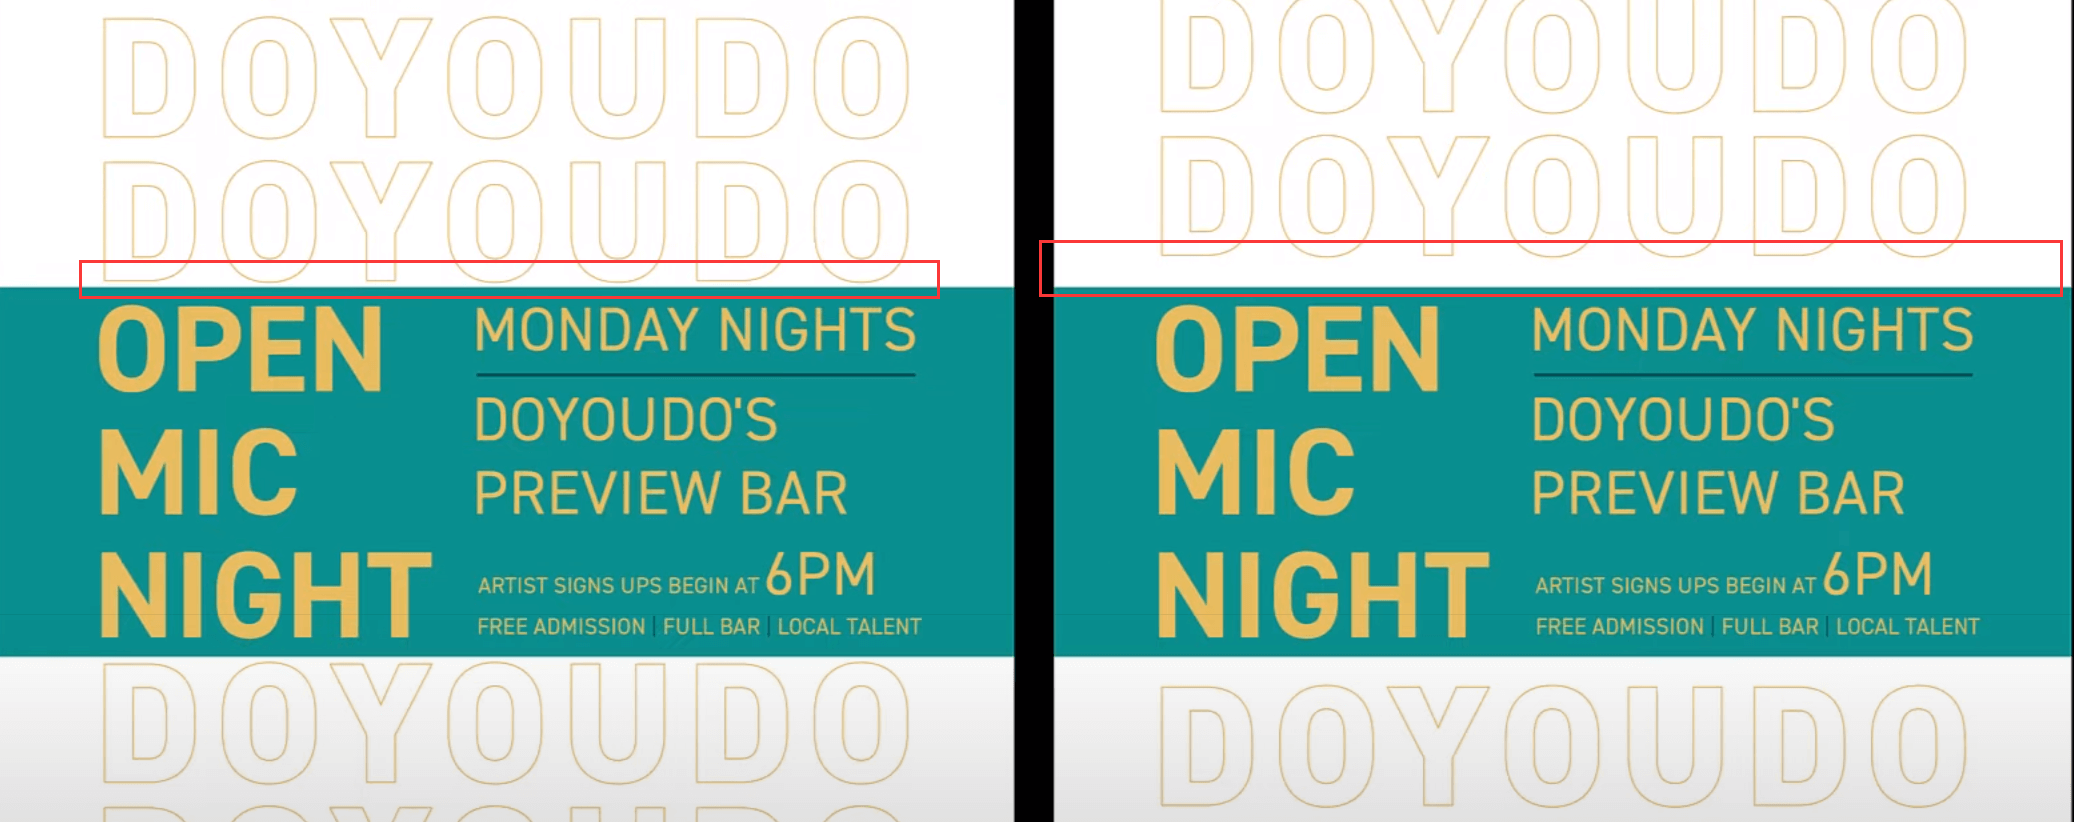 DOYOUDO
DOYOUDO
OPEN
MIC
NIGHT
MONDAY NIGHTS
DOYOUDO'S
PREVIEW BAR
ARTIST SIGNS UPS BEGIN AT 6PM
FREE ADMISSION | FULL BAR | LOCAL TALENT
DOYOUDO
DOYOUDO
DOYOUDO
DOYOUDO
OPEN
MIC
NIGHT
MONDAY NIGHTS
DOYOUDO'S
PREVIEW BAR
ARTIST SIGNS UPS BEGIN AT 6PM
FREE ADMISSION | FULL BAR | LOCAL TALENT
DOYOUDO